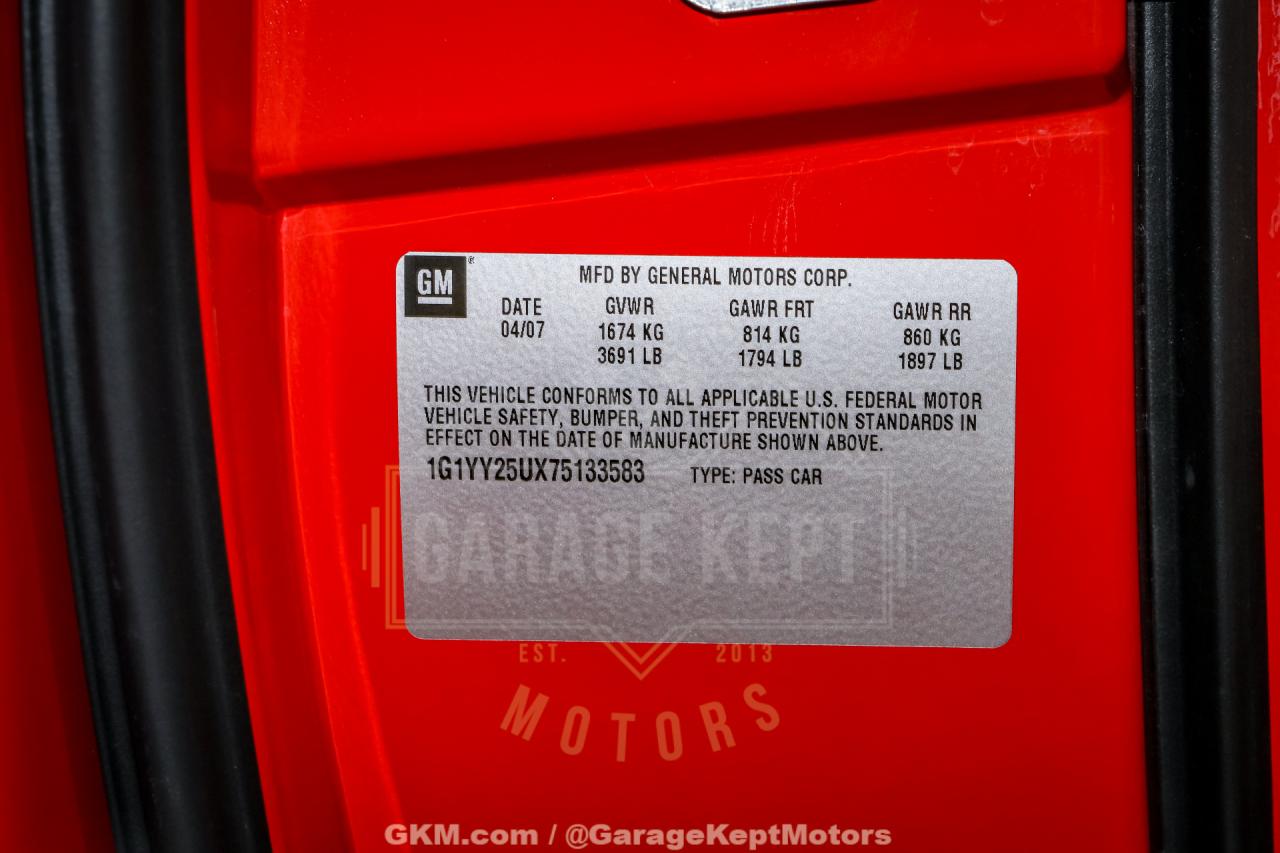 GM®
MFD BY GENERAL MOTORS CORP.
DATE GVWR GAWR FRT GAWR RR
04/07 1674 KG 814 KG 860 KG
3691 LB 1794 LB 1897 LB
THIS VEHICLE CONFORMS TO ALL APPLICABLE U.S. FEDERAL MOTOR
VEHICLE SAFETY, BUMPER, AND THEFT PREVENTION STANDARDS IN
EFFECT ON THE DATE OF MANUFACTURE SHOWN ABOVE.
1G1YY25UX75133583 TYPE: PASS CAR
GARAGE KEPT
EST. 2013
MOTORS
GKM.com / @GarageKeptMotors